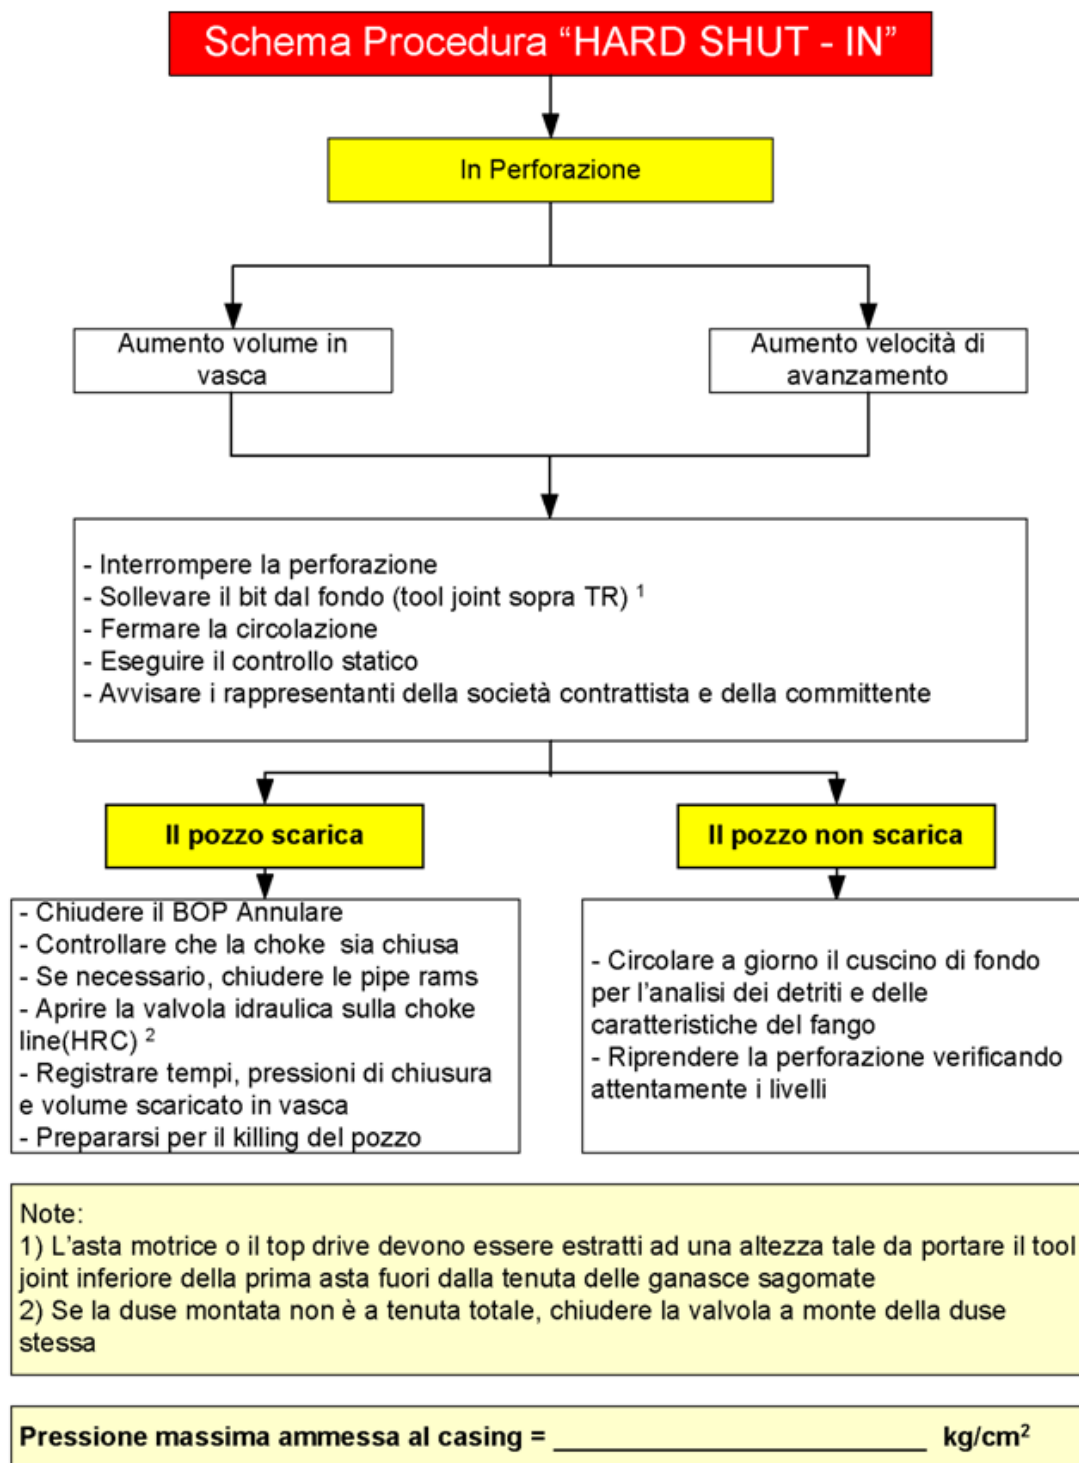 Schema Procedura “HARD SHUT - IN”
In Perforazione
Aumento volume in
vasca
Aumento velocità di
avanzamento
- Interrompere la perforazione
- Sollevare il bit dal fondo (tool joint sopra TR) ¹
- Fermare la circolazione
- Eseguire il controllo statico
- Avvisare i rappresentanti della società contrattista e della committente
Il pozzo scarica
- Chiudere il BOP Annulare
- Controllare che la choke sia chiusa
- Se necessario, chiudere le pipe rams
- Aprire la valvola idraulica sulla choke
line(HRC) ²
- Registrare tempi, pressioni di chiusura
e volume scaricato in vasca
- Prepararsi per il killing del pozzo
Il pozzo non scarica
- Circolare a giorno il cuscino di fondo
per l'analisi dei detriti e delle
caratteristiche del fango
- Riprendere la perforazione verificando
attentamente i livelli
Note:
1) L'asta motrice o il top drive devono essere estratti ad una altezza tale da portare il tool
joint inferiore della prima asta fuori dalla tenuta delle ganasce sagomate
2) Se la duse montata non è a tenuta totale, chiudere la valvola a monte della duse
stessa
Pressione massima ammessa al casing = ________________________ kg/cm²